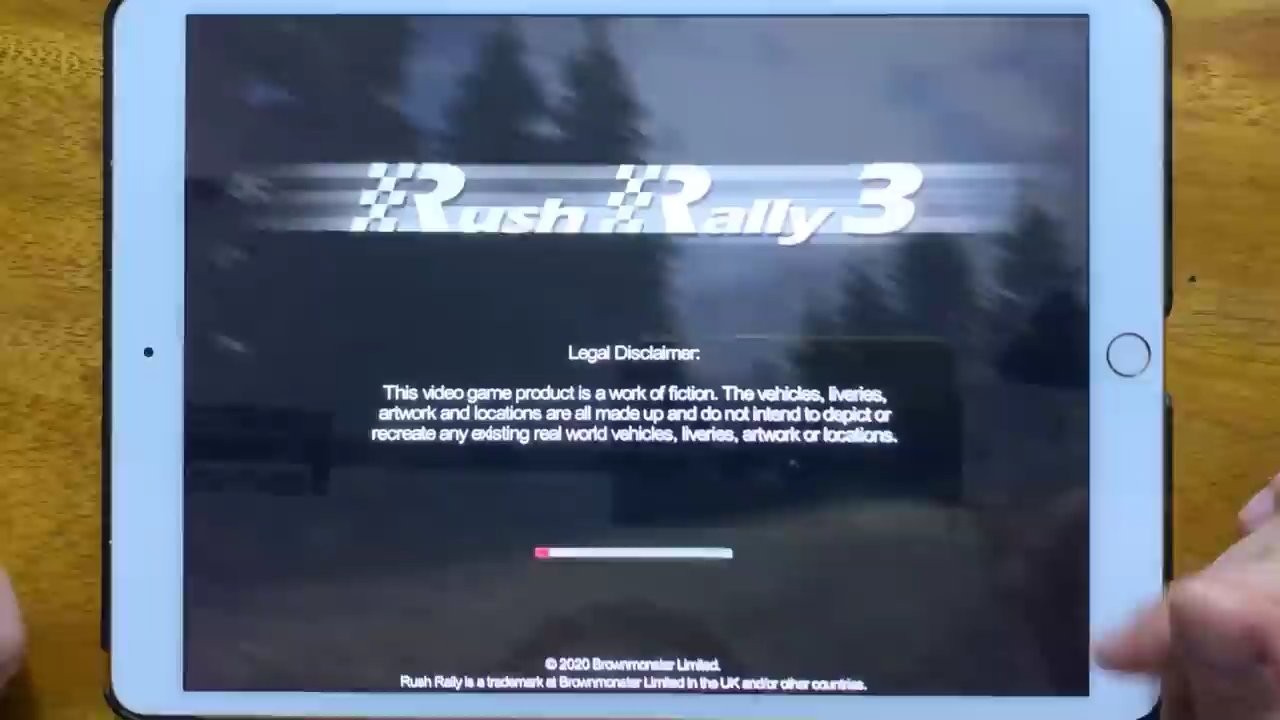 Rush Rally 3
Legal Disclaimer:
This video game product is a work of fiction. The vehicles, liveries,
artwork and locations are all made up and do not intend to depict or
recreate any existing real world vehicles, liveries, artwork or locations.
© 2020 Brownmonster Limited.
Rush Rally is a trademark at Brownmonster Limited in the UK and/or other countries.